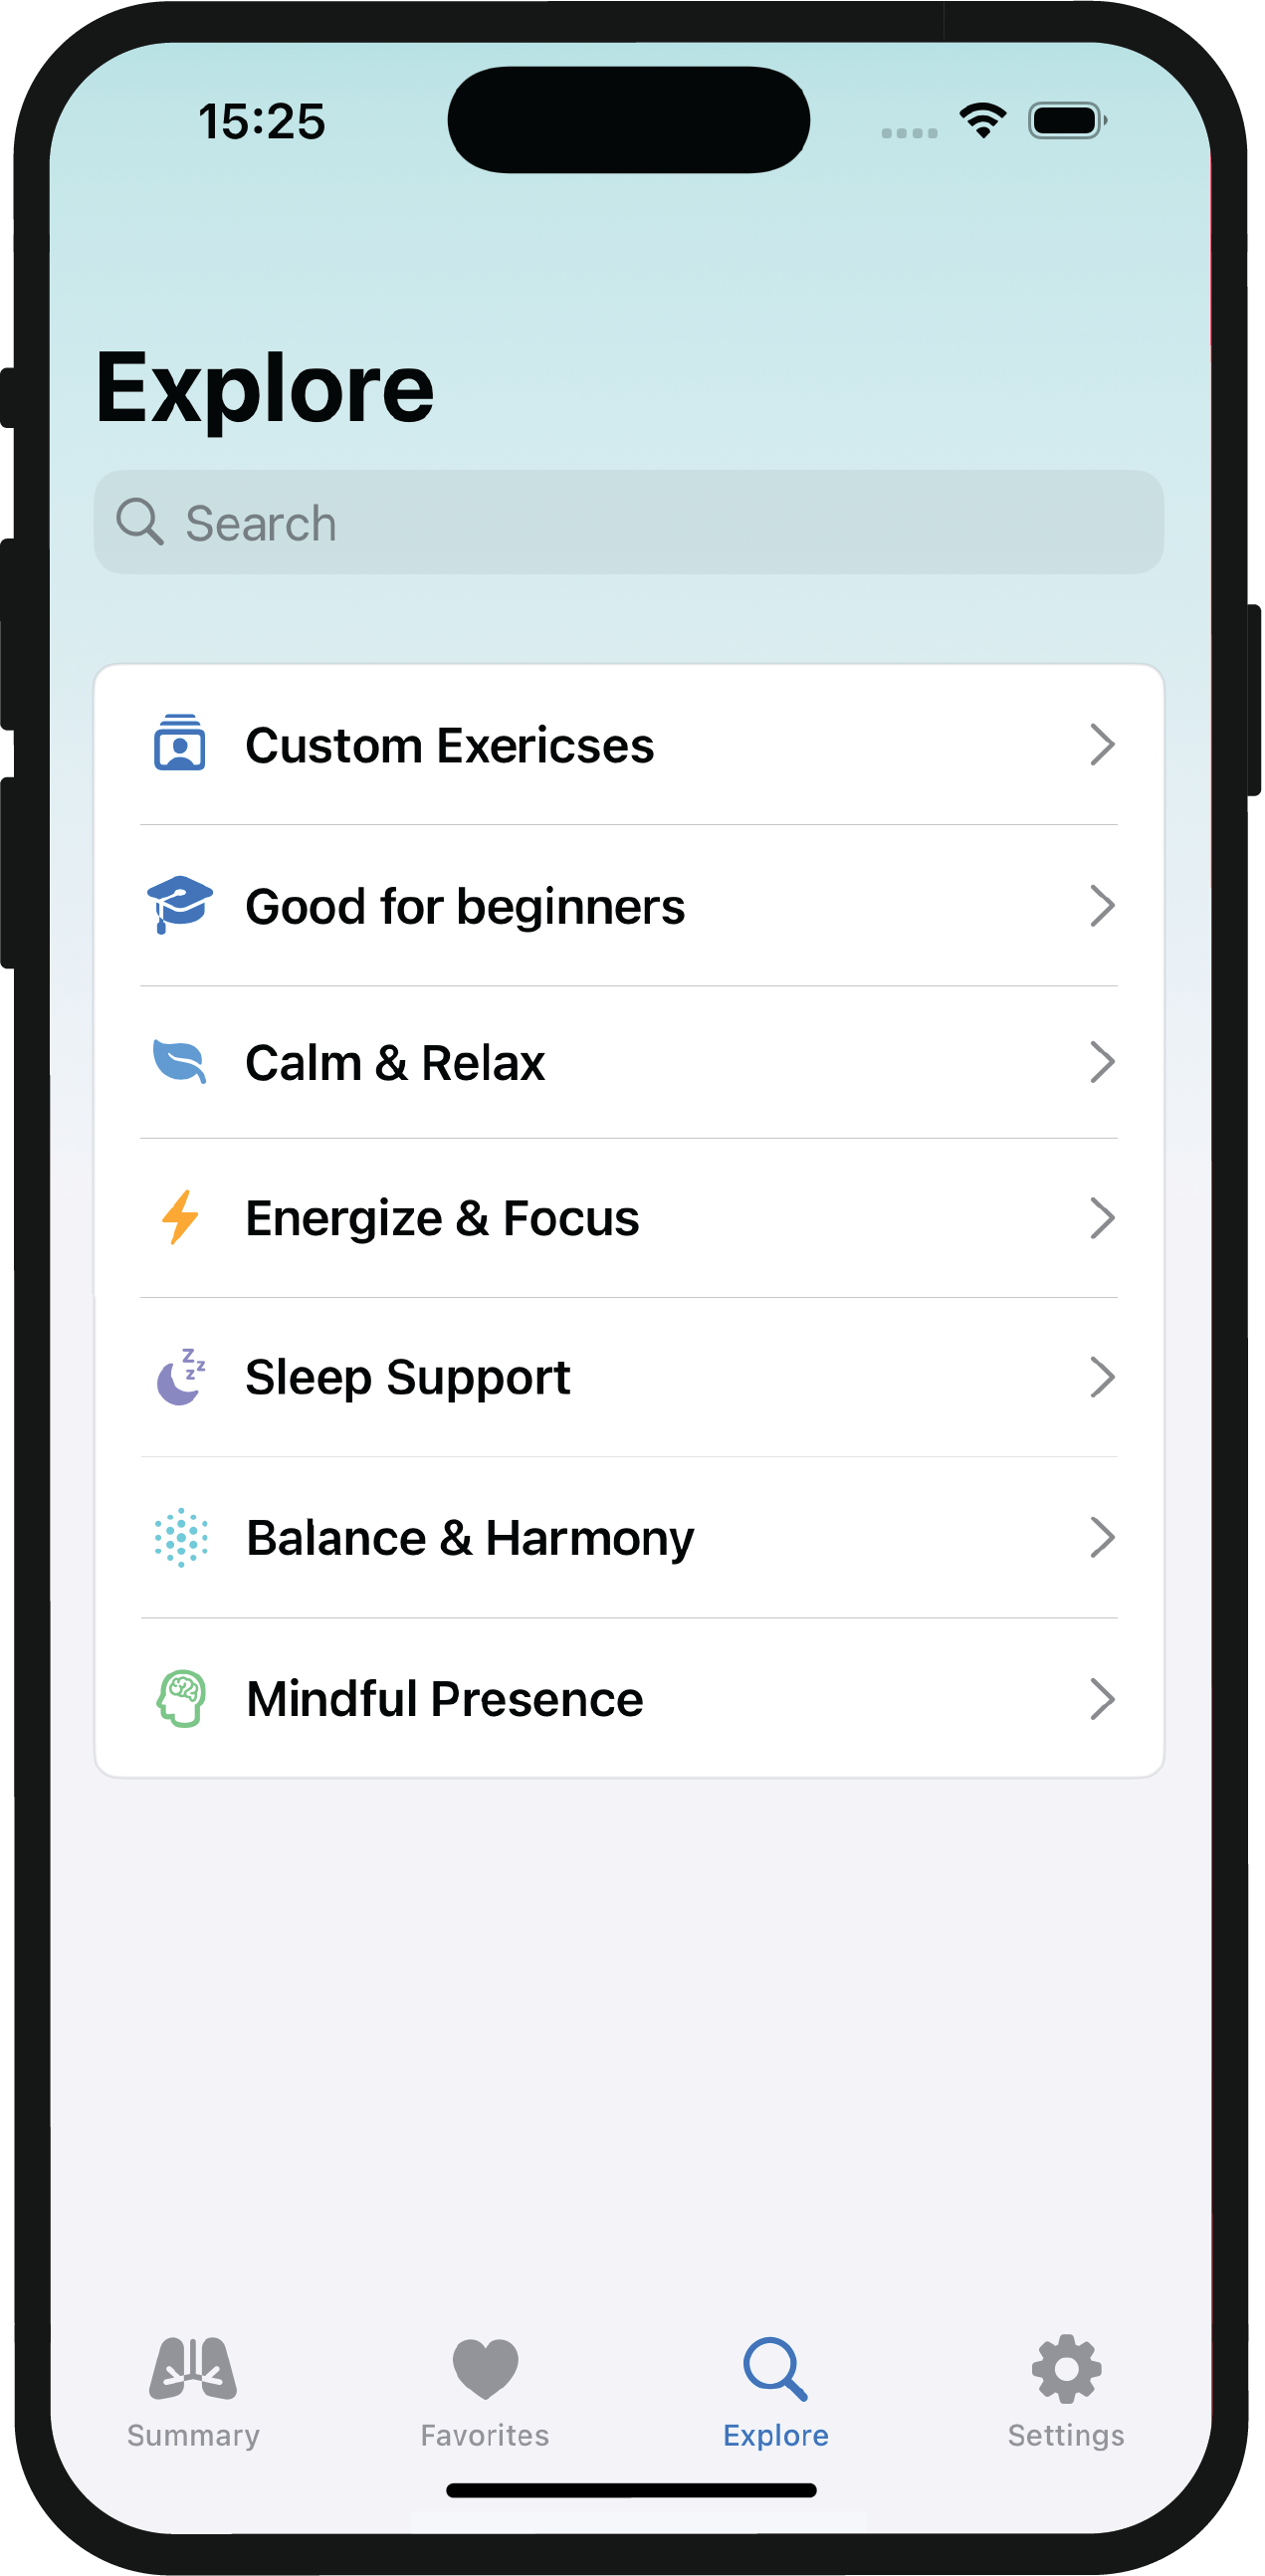 15:25
Explore
Search
Custom Exericses
Good for beginners
Calm & Relax
Energize & Focus
Sleep Support
Balance & Harmony
Mindful Presence
Summary Favorites Explore Settings